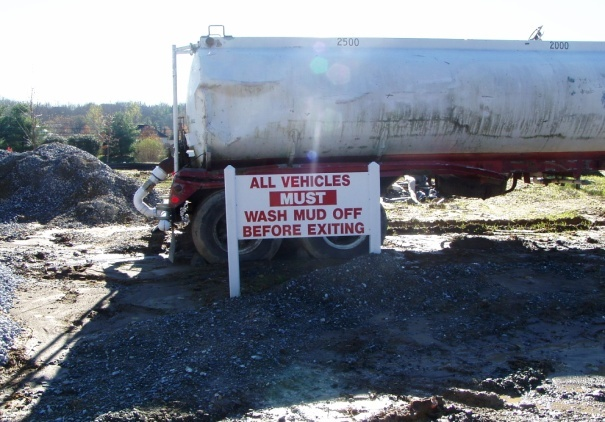 2500
2000
ALL VEHICLES
MUST
WASH MUD OFF
BEFORE EXITING